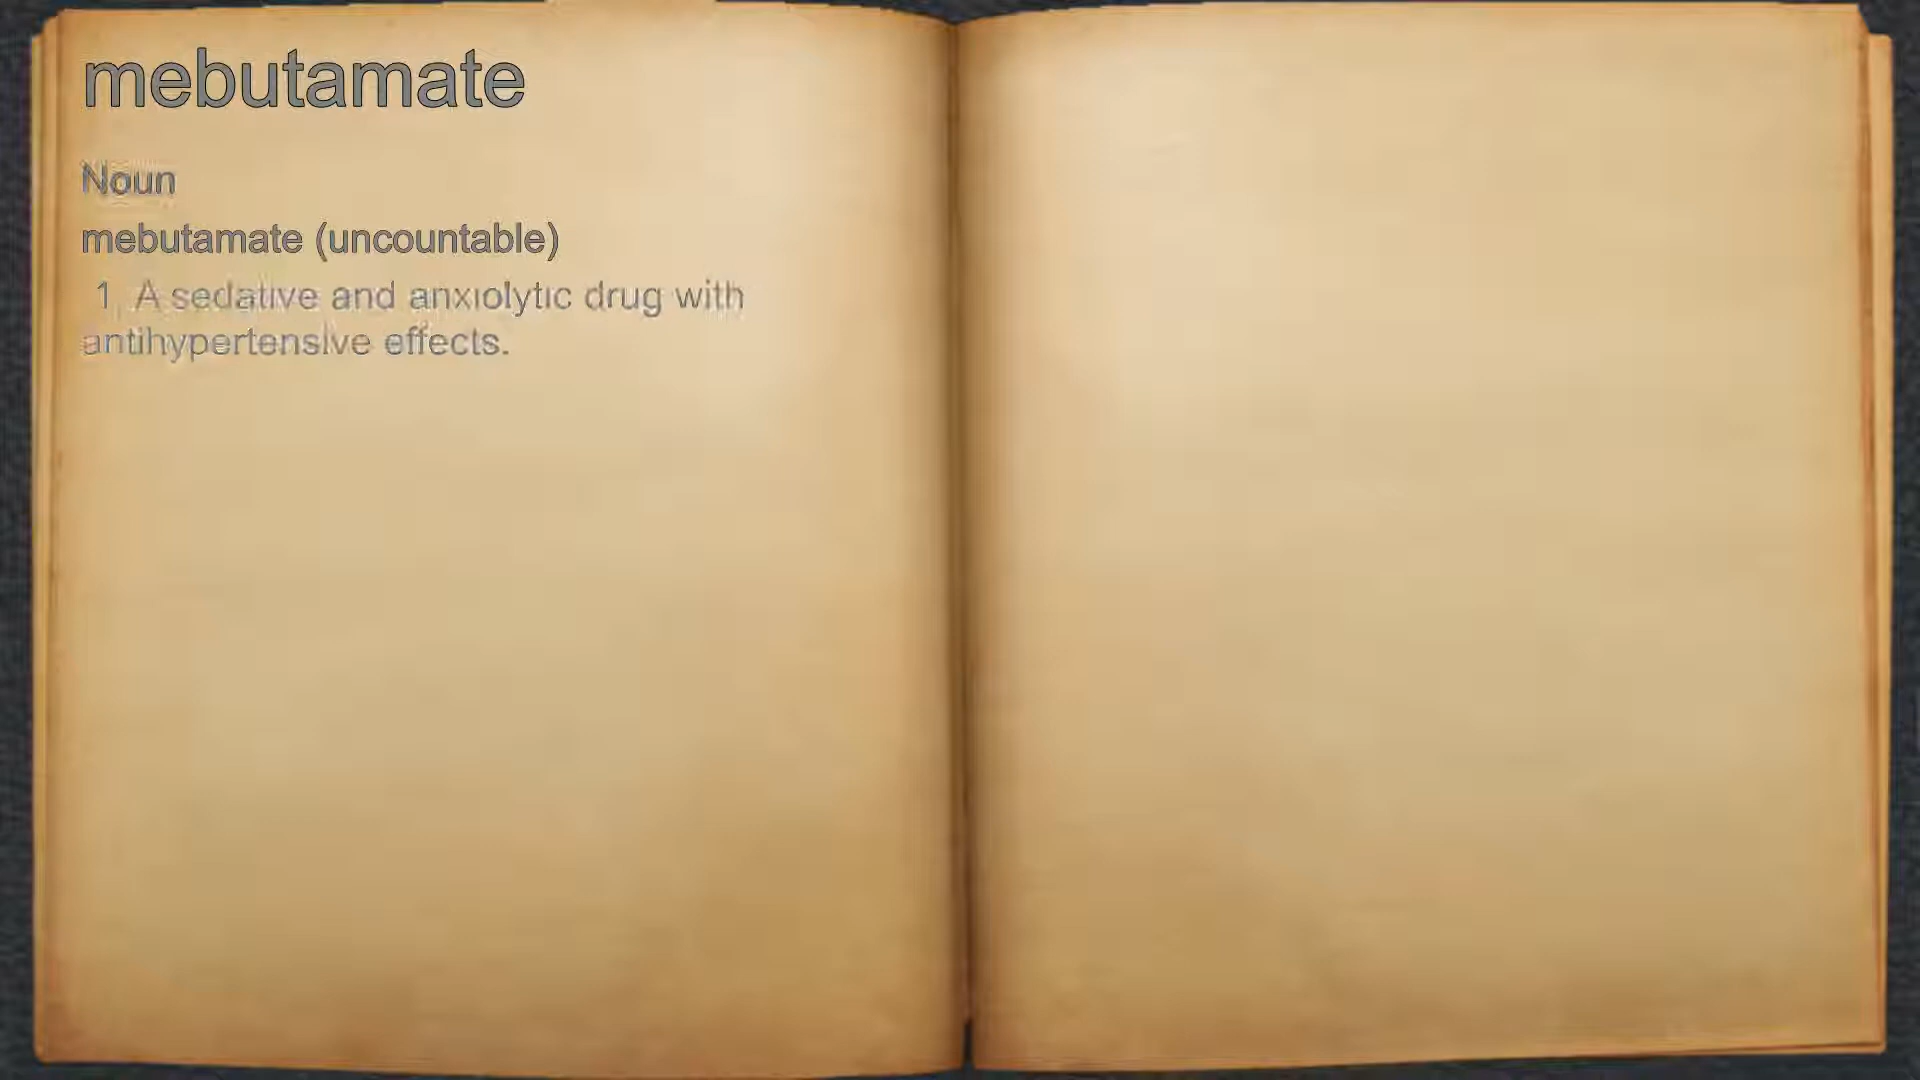 mebutamate
Noun
mebutamate (uncountable)
1. A sedative and anxiolytic drug with
antihypertensive effects.